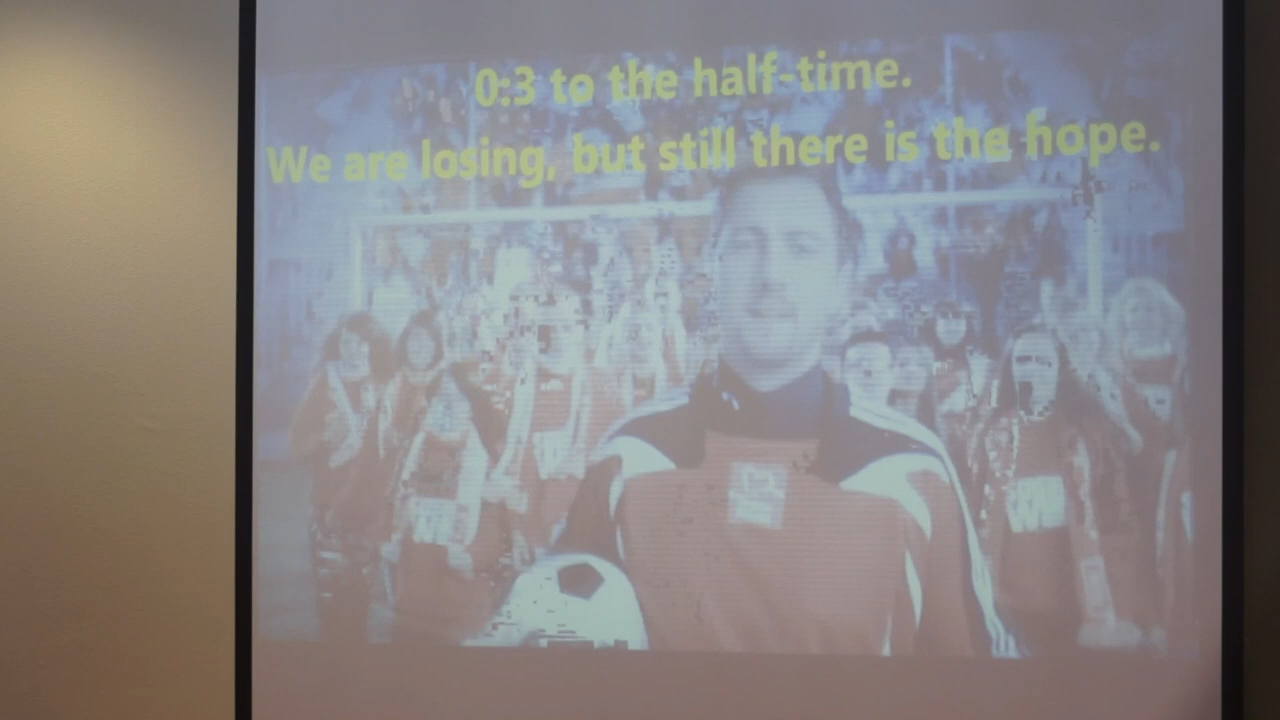 0:3 to the half-time.
We are losing, but still there is the hope.